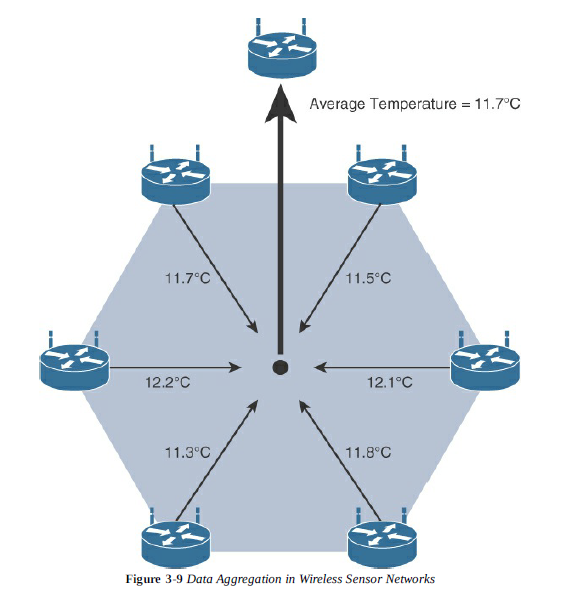 Average Temperature = 11.7°C
11.7°C
11.5°C
12.2°C
12.1°C
11.3°C
11.8°C
Figure 3-9 Data Aggregation in Wireless Sensor Networks